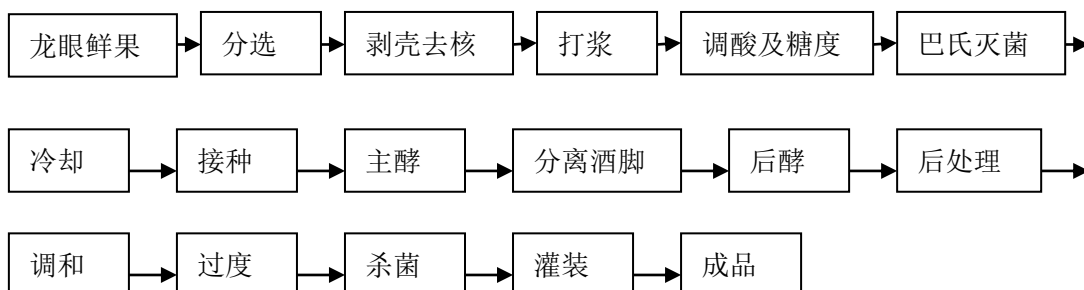 龙眼鲜果 分选 剥壳去核 打浆 调酸及糖度 巴氏灭菌
冷却 接种 主酵 分离酒脚 后酵 后处理
调和 过度 杀菌 灌装 成品